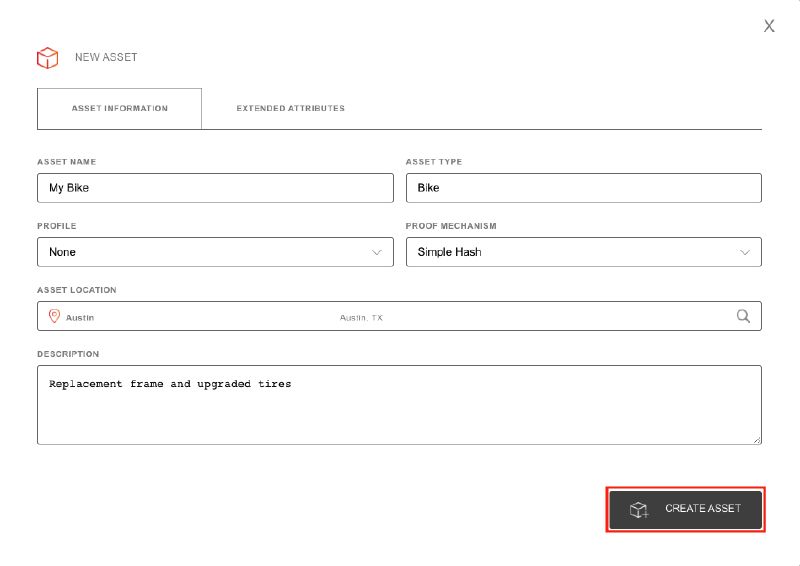 X
NEW ASSET
ASSET INFORMATION EXTENDED ATTRIBUTES
ASSET NAME ASSET TYPE
My Bike Bike
PROFILE PROOF MECHANISM
None Simple Hash
ASSET LOCATION
Austin Austin, TX
DESCRIPTION
Replacement frame and upgraded tires
CREATE ASSET